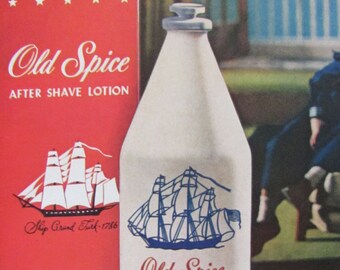 Old Spice
AFTER SHAVE LOTION
Ship Grand Turk-1786
Old Spice